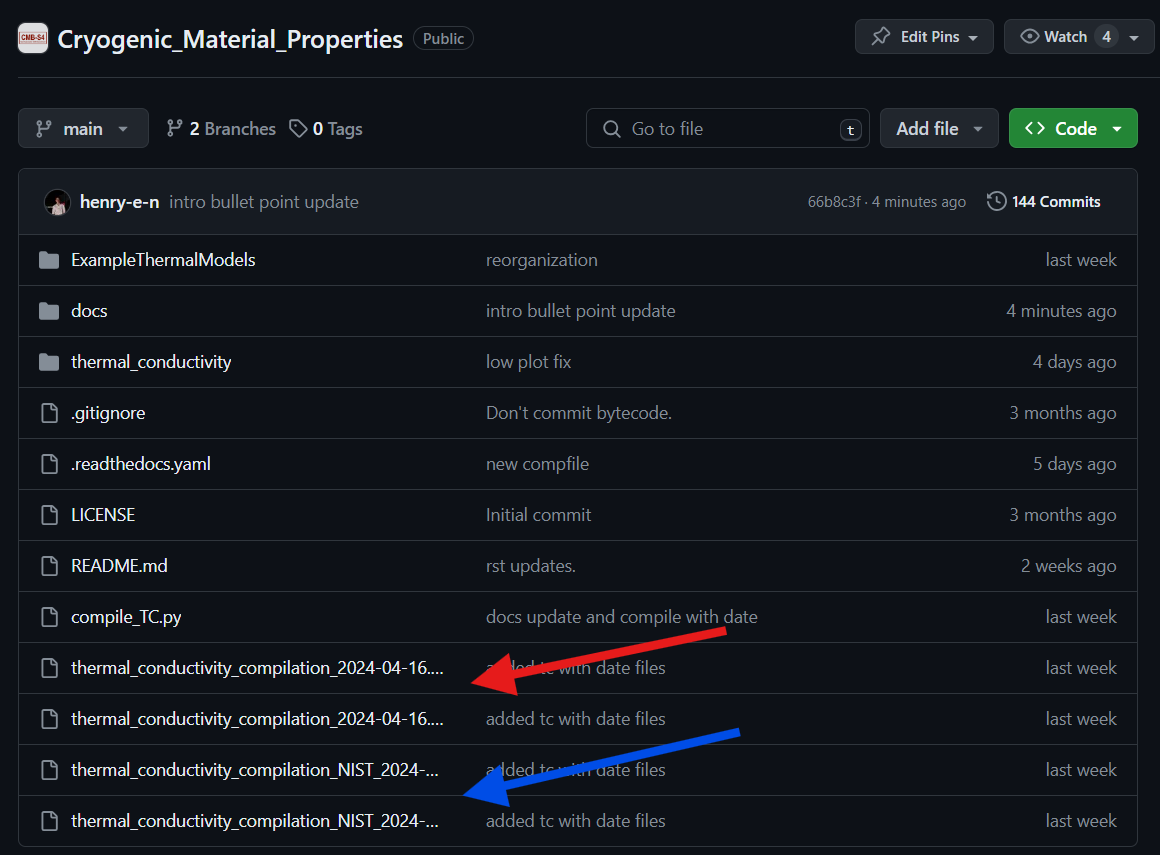 CMB-S4 Cryogenic_Material_Properties Public Edit Pins Watch 4
main 2 Branches 0 Tags Go to file t Add file Code
henry-e-n intro bullet point update 66b8c3f · 4 minutes ago 144 Commits
ExampleThermalModels reorganization last week
docs intro bullet point update 4 minutes ago
thermal_conductivity low plot fix 4 days ago
.gitignore Don't commit bytecode. 3 months ago
.readthedocs.yaml new compfile 5 days ago
LICENSE Initial commit 3 months ago
README.md rst updates. 2 weeks ago
compile_TC.py docs update and compile with date last week
thermal_conductivity_compilation_2024-04-16.... added tc with date files last week
thermal_conductivity_compilation_2024-04-16.... added tc with date files last week
thermal_conductivity_compilation_NIST_2024-... added tc with date files last week
thermal_conductivity_compilation_NIST_2024-... added tc with date files last week